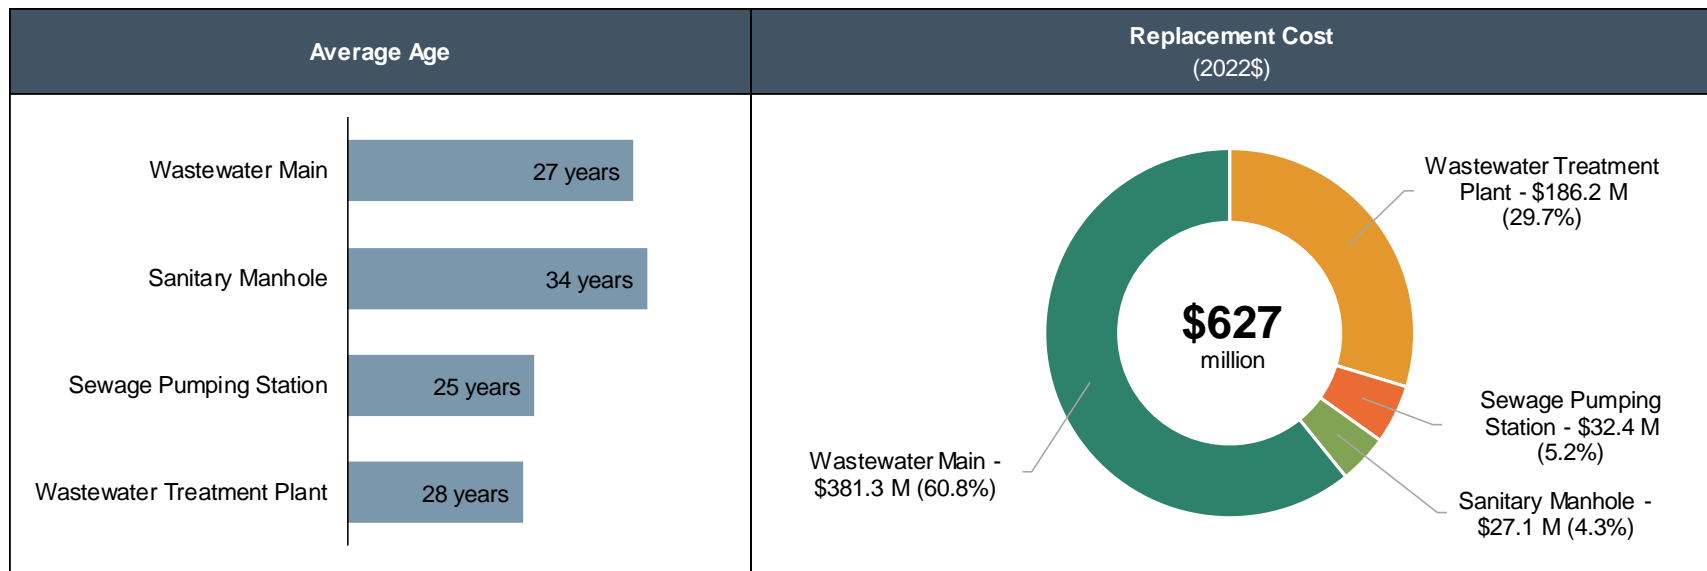 Average Age
Wastewater Main
27 years
Sanitary Manhole
34 years
Sewage Pumping Station
25 years
Wastewater Treatment Plant
28 years
Replacement Cost
(2022$)
Wastewater Treatment
Plant - $186.2 M
(29.7%)
$627
million
Sewage Pumping
Station - $32.4 M
(5.2%)
Wastewater Main -
$381.3 M (60.8%)
Sanitary Manhole -
$27.1 M (4.3%)